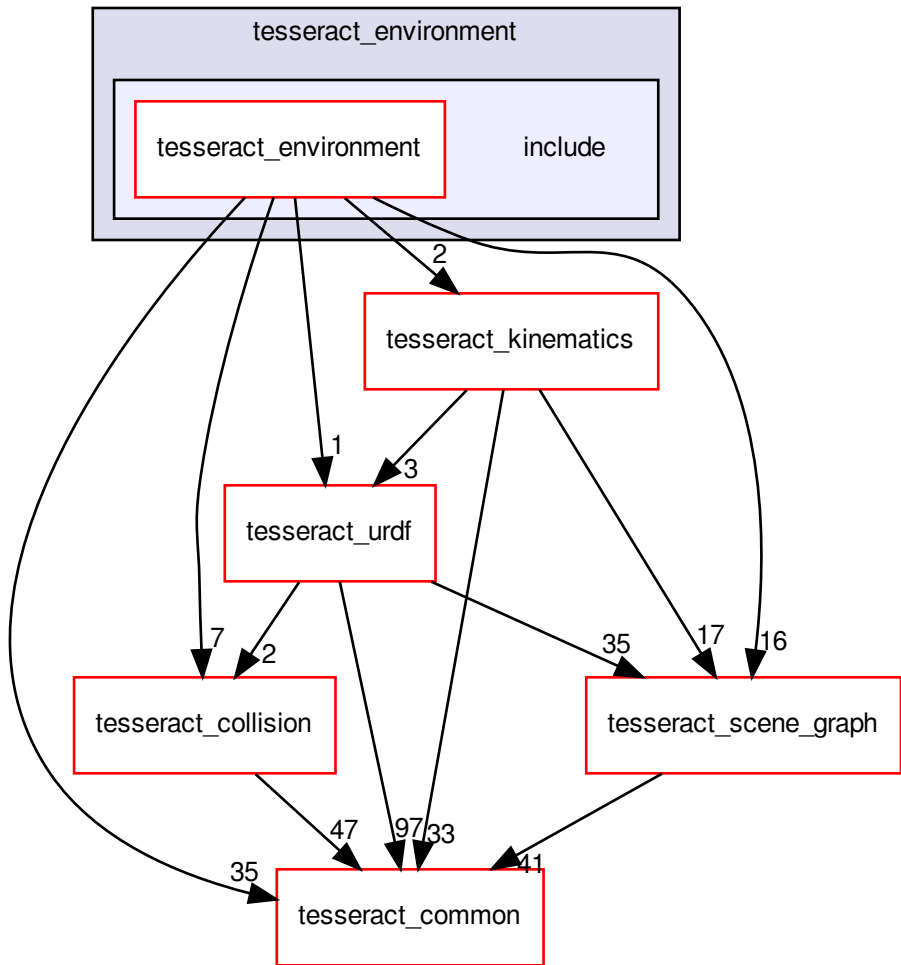 tesseract_environment
tesseract_environment
include
2
tesseract_kinematics
1
3
tesseract_urdf
7
2
35
17
16
tesseract_collision
tesseract_scene_graph
47
97
33
41
35
tesseract_common